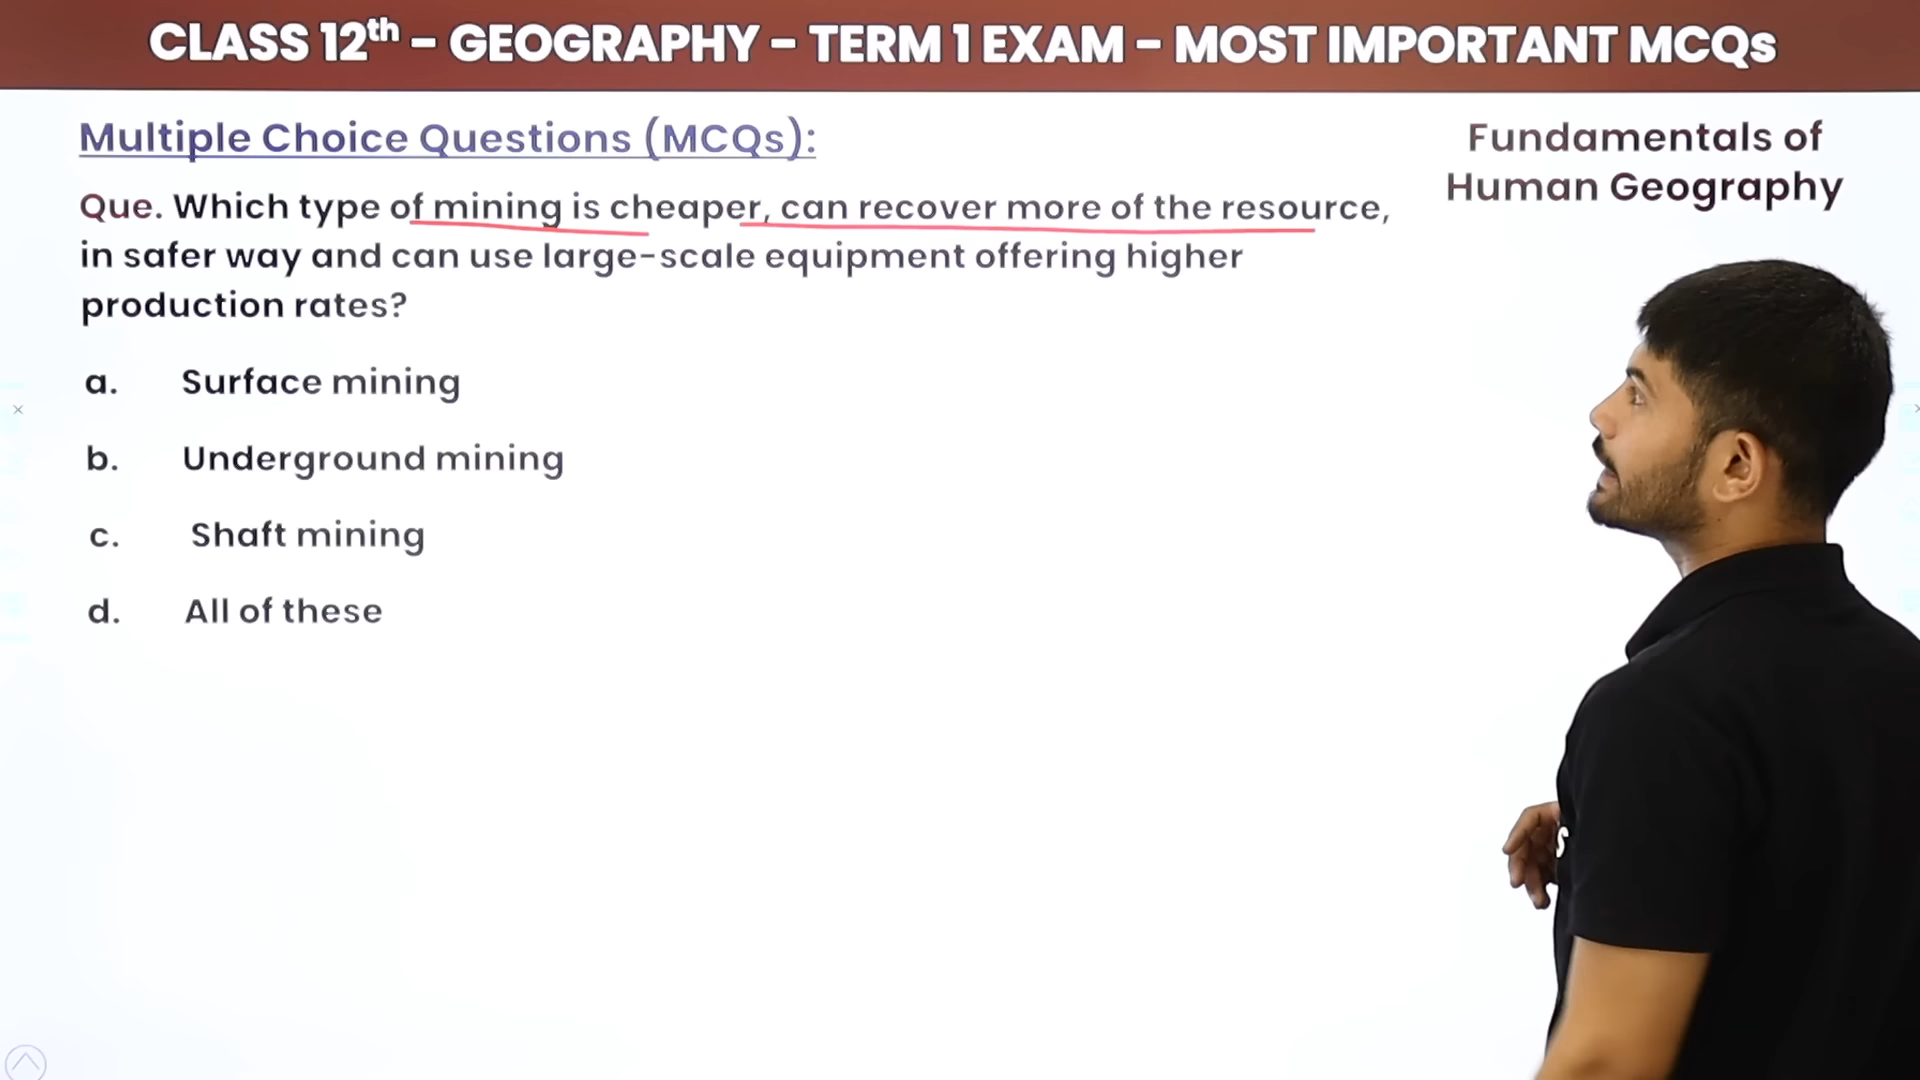 CLASS 12th - GEOGRAPHY - TERM 1 EXAM - MOST IMPORTANT MCQs
Multiple Choice Questions (MCQs):
Fundamentals of
Human Geography
Que. Which type of mining is cheaper, can recover more of the resource,
in safer way and can use large-scale equipment offering higher
production rates?
a. Surface mining
b. Underground mining
c. Shaft mining
d. All of these
S